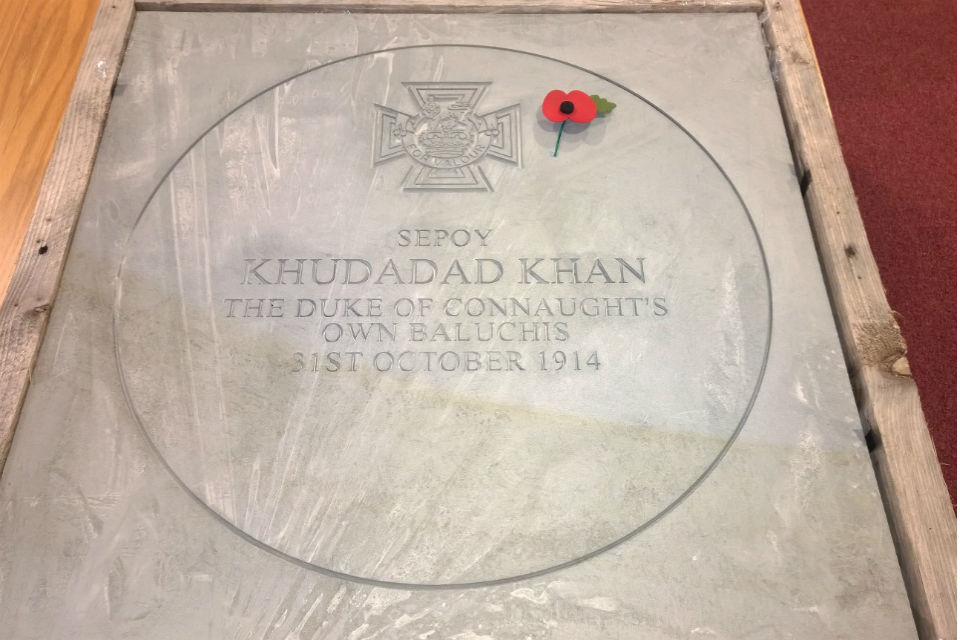 FOR VALOUR
SEPOY
KHUDADAD KHAN
THE DUKE OF CONNAUGHT'S
OWN BALUCHIS
31ST OCTOBER 1914